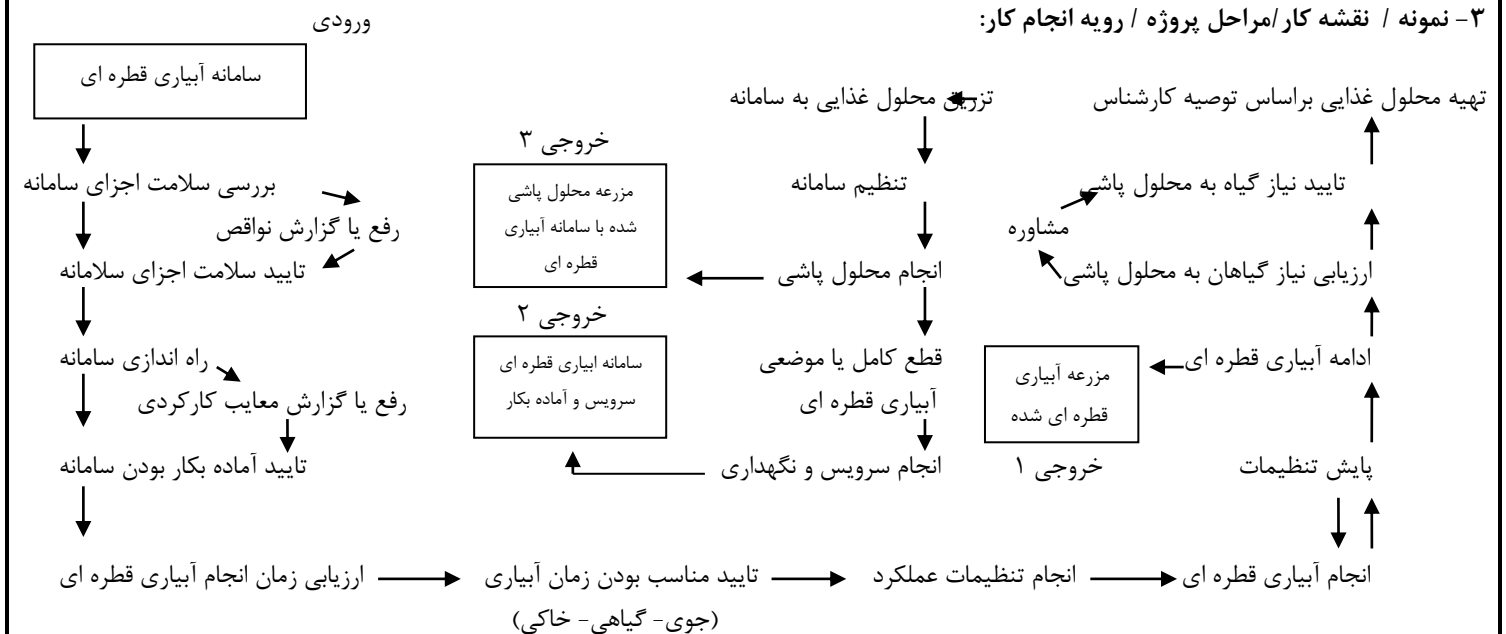 ۳- نمونه / نقشه کار/مراحل پروژه / رویه انجام کار:
ورودی
سامانه آبیاری قطره ای
بررسی سلامت اجزای سامانه
رفع یا گزارش نواقص
تایید سلامت اجزای سلامانه
راه اندازی سامانه
رفع یا گزارش معایب کارکردی
تایید آماده بکار بودن سامانه
ارزیابی زمان انجام آبیاری قطره ای
تایید مناسب بودن زمان آبیاری
(جوی- گیاهی- خاکی)
انجام تنظیمات عملکرد
انجام آبیاری قطره ای
پایش تنظیمات
ادامه آبیاری قطره ای
مزرعه آبیاری
قطره ای شده
خروجی ۱
ارزیابی نیاز گیاهان به محلول پاشی
مشاوره
تایید نیاز گیاه به محلول پاشی
تهیه محلول غذایی براساس توصیه کارشناس
تزریق محلول غذایی به سامانه
تنظیم سامانه
انجام محلول پاشی
خروجی ۳
مزرعه محلول پاشی
شده با سامانه آبیاری
قطره ای
قطع کامل یا موضعی
آبیاری قطره ای
انجام سرویس و نگهداری
خروجی ۲
سامانه ابیاری قطره ای
سرویس و آماده بکار